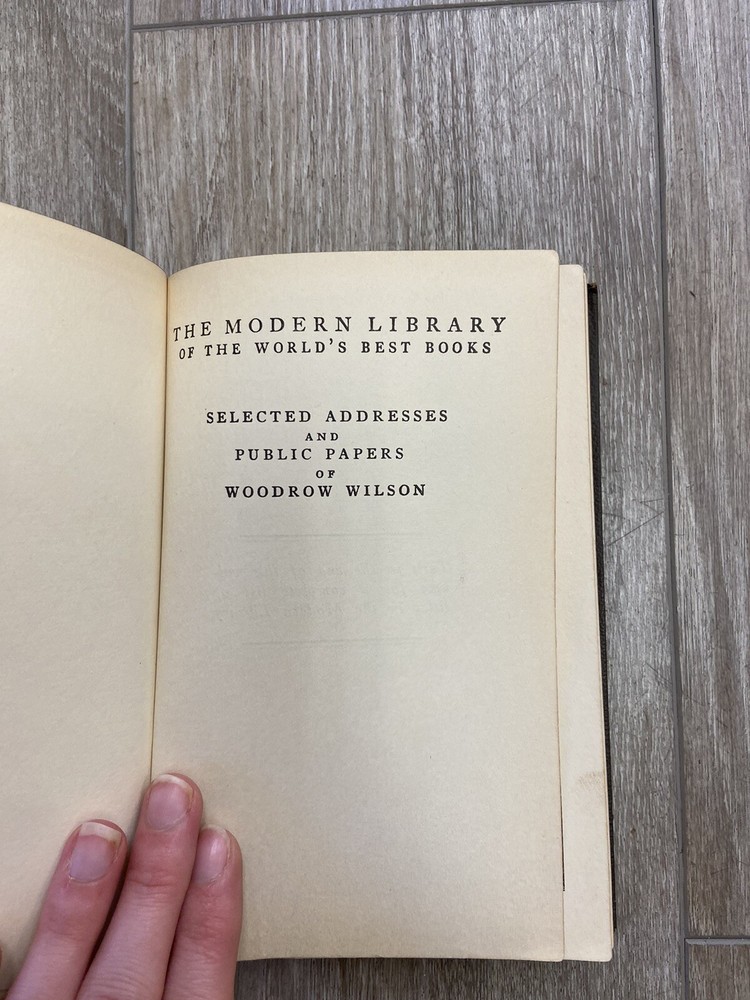 THE MODERN LIBRARY
OF THE WORLD'S BEST BOOKS
SELECTED ADDRESSES
AND
PUBLIC PAPERS
OF
WOODROW WILSON